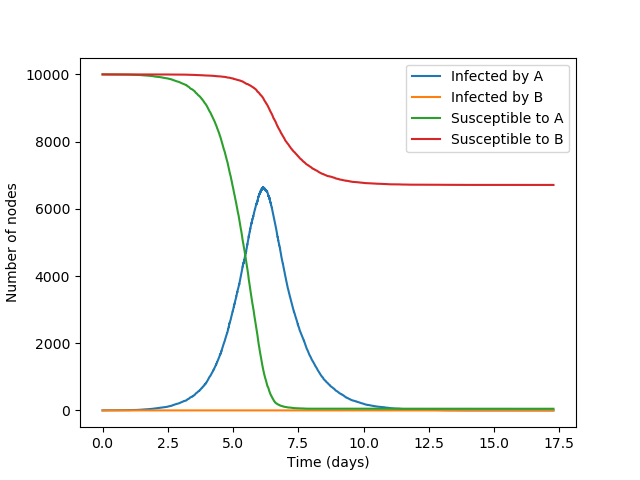 Infected by A
Infected by B
Susceptible to A
Susceptible to B
Number of nodes
10000
8000
6000
4000
2000
0
0.0 2.5 5.0 7.5 10.0 12.5 15.0 17.5
Time (days)